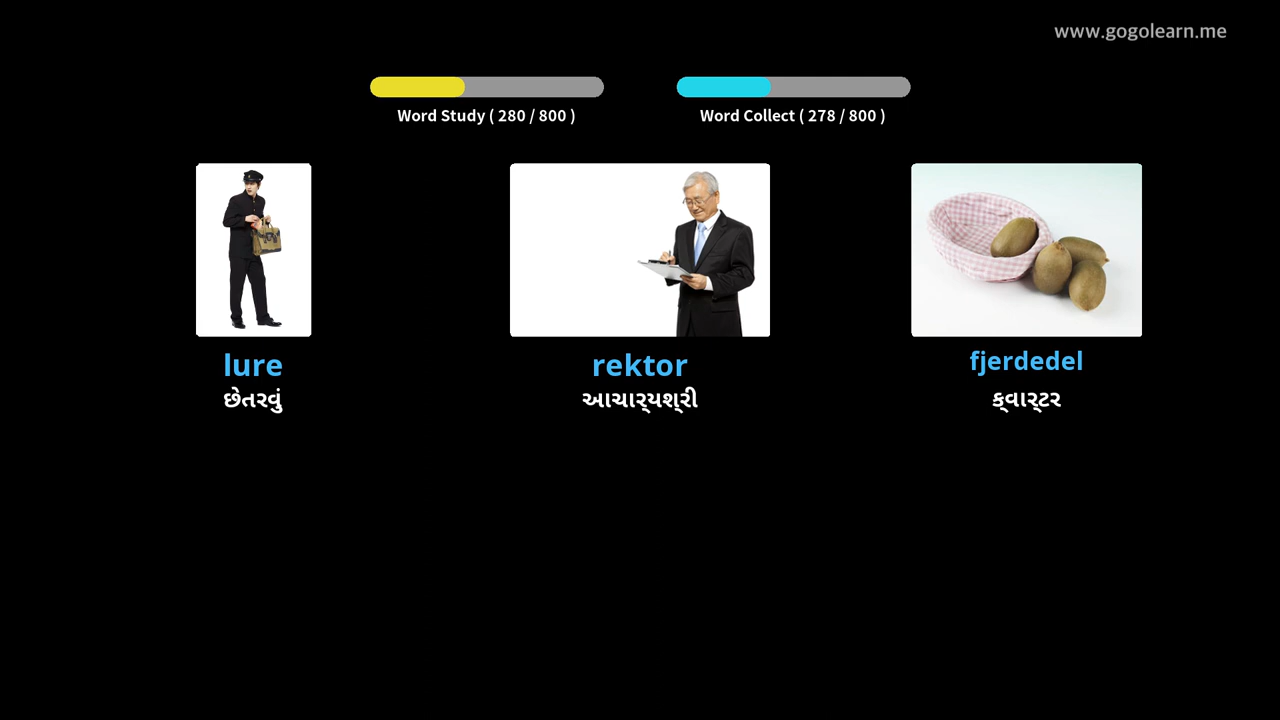 www.gogolearn.me
Word Study ( 280 / 800 )
Word Collect ( 278 / 800 )
lure
rektor
fjerdedel
છેતરવું
આચાર્યશ્રી
ક્વાર્ટર